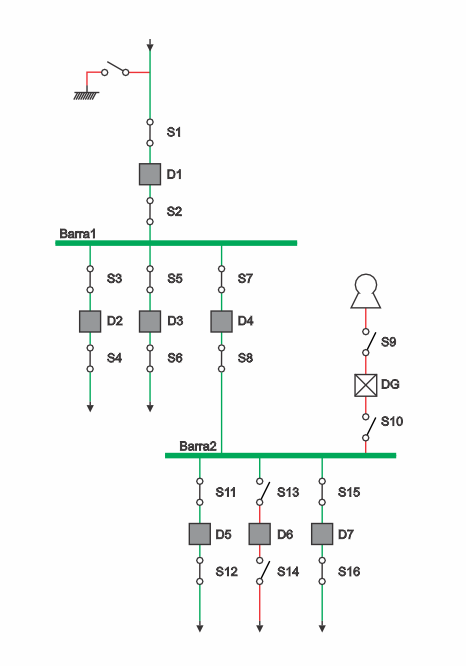 S1
D1
S2
Barra1
S3 S5 S7
D2 D3 D4
S4 S6 S8
S9
DG
S10
Barra2
S11 S13 S15
D5 D6 D7
S12 S14 S16